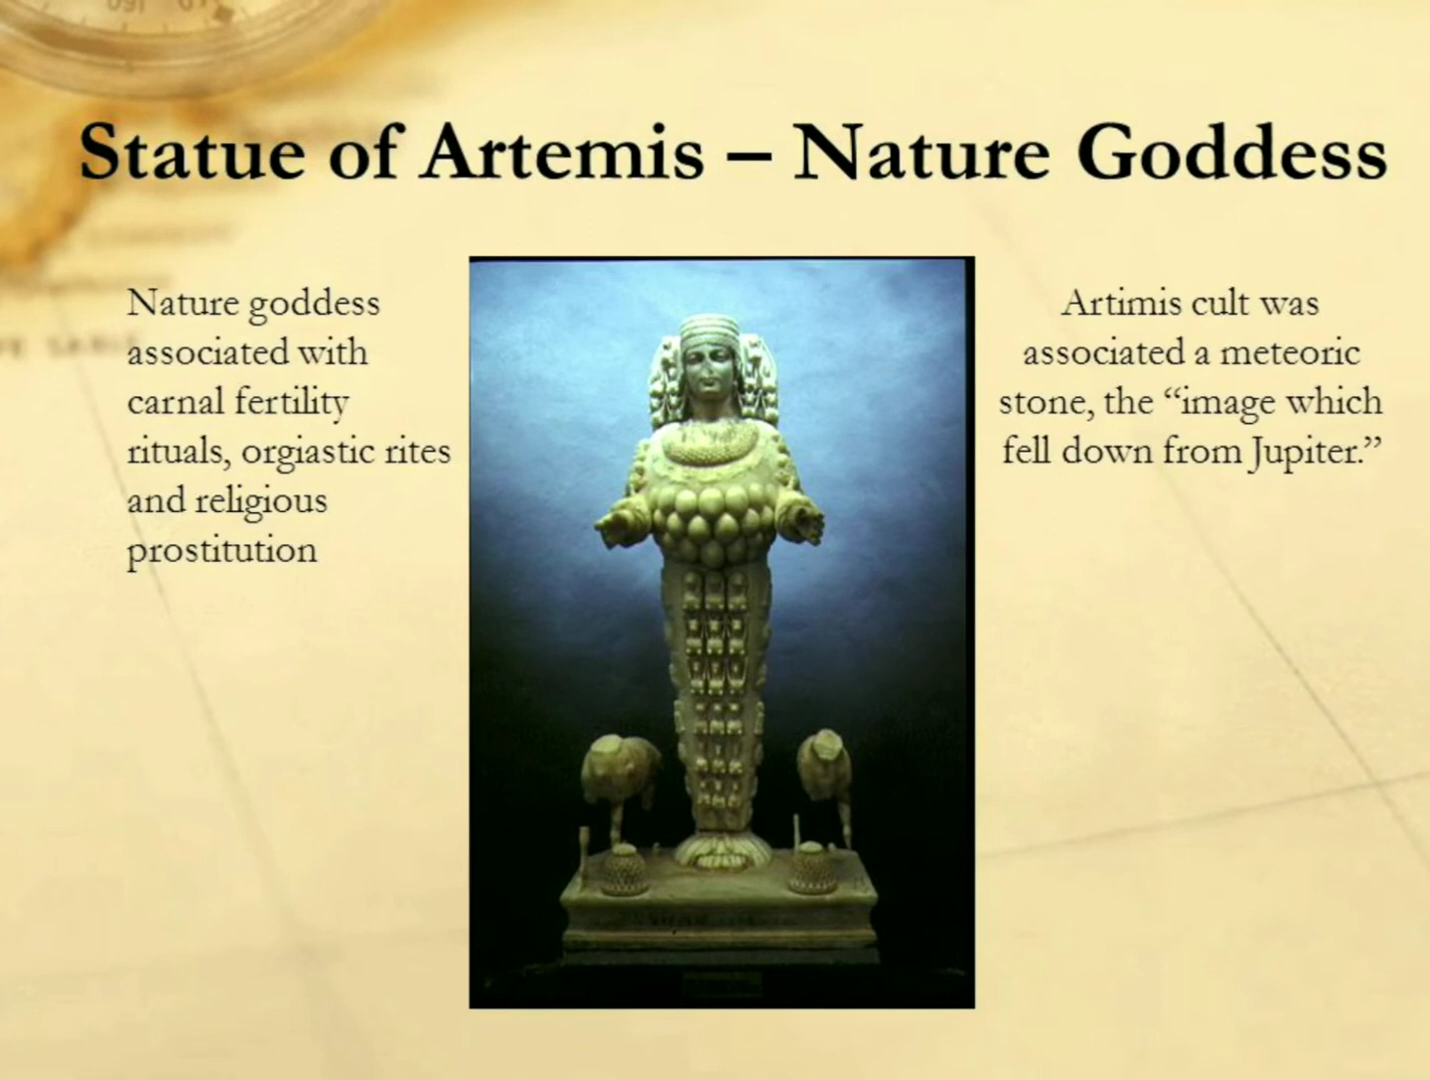 Statue of Artemis – Nature Goddess
Nature goddess
associated with
carnal fertility
rituals, orgiastic rites
and religious
prostitution
Artimis cult was
associated a meteoric
stone, the “image which
fell down from Jupiter.”